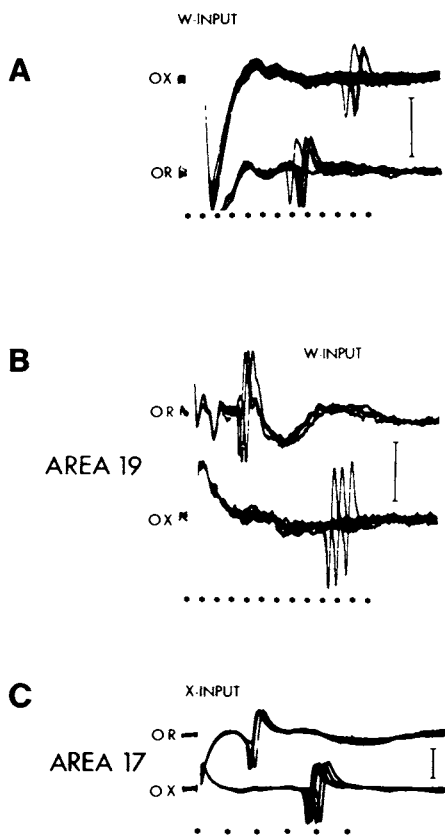 W-INPUT
A
OX
OR
B
W-INPUT
OR
AREA 19
OX
C
X-INPUT
OR
AREA 17
OX